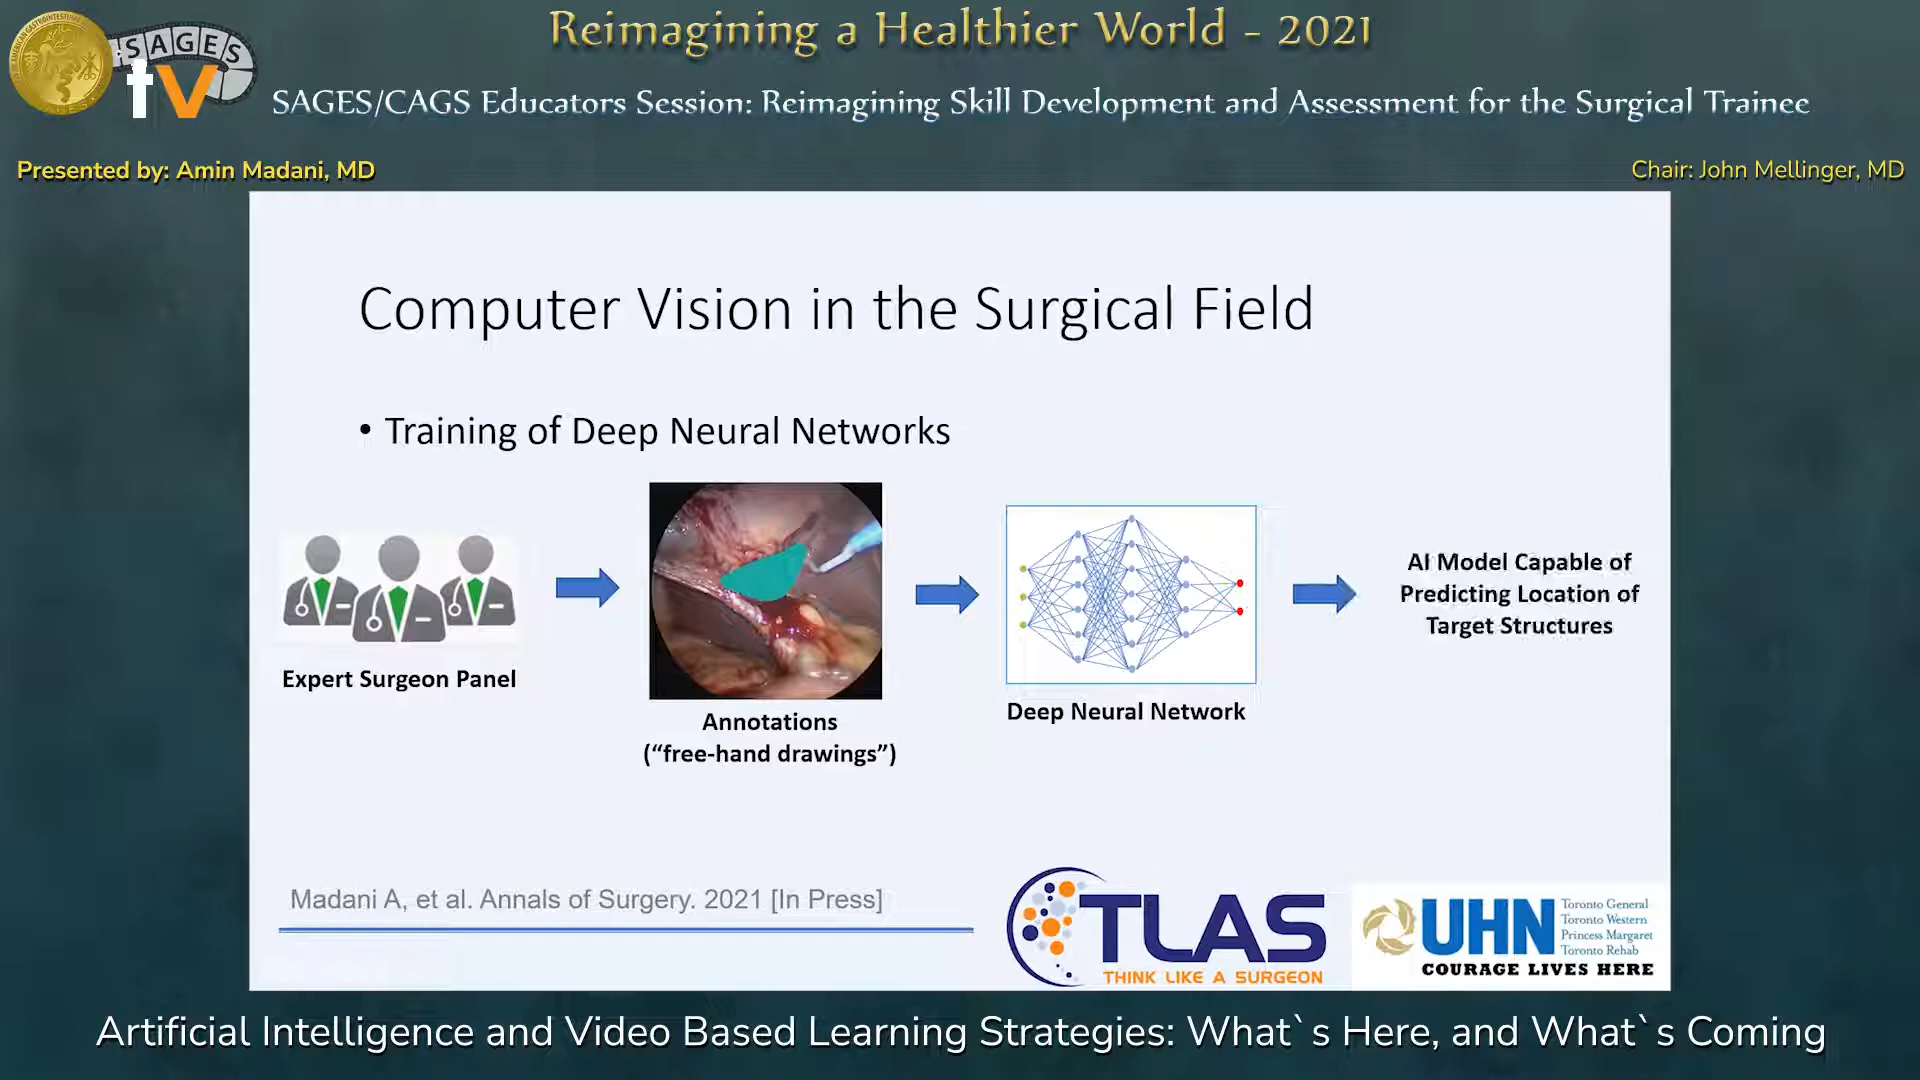 Reimagining a Healthier World - 2021
SAGES
tv
SAGES/CAGS Educators Session: Reimagining Skill Development and Assessment for the Surgical Trainee
Presented by: Amin Madani, MD
Chair: John Mellinger, MD
Computer Vision in the Surgical Field
• Training of Deep Neural Networks
Expert Surgeon Panel
Annotations
(“free-hand drawings”)
Deep Neural Network
AI Model Capable of
Predicting Location of
Target Structures
Madani A, et al. Annals of Surgery. 2021 [In Press]
TLAS
THINK LIKE A SURGEON
UHN
Toronto General
Toronto Western
Princess Margaret
Toronto Rehab
COURAGE LIVES HERE
Artificial Intelligence and Video Based Learning Strategies: What`s Here, and What`s Coming